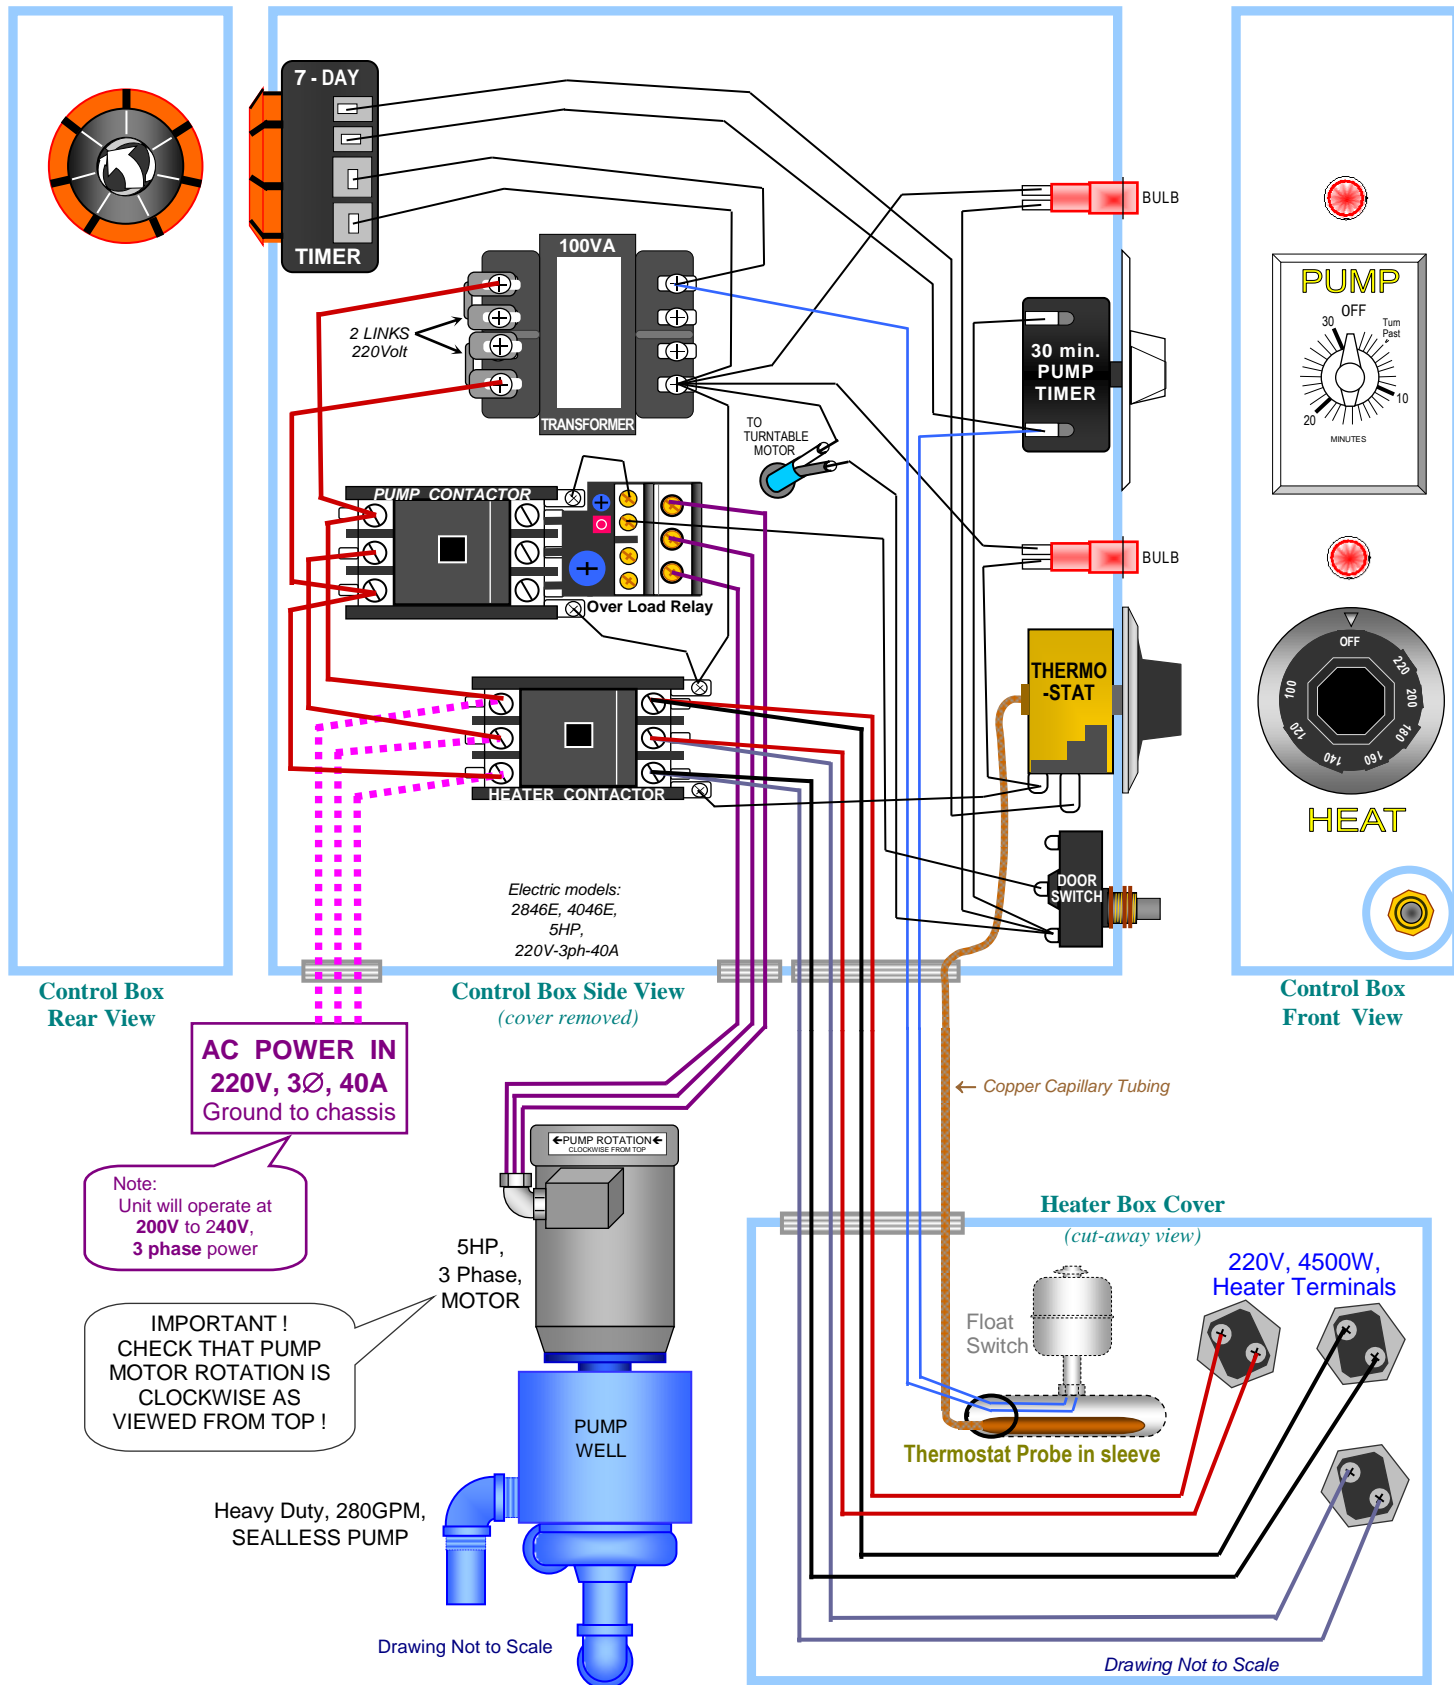 7 - DAY
TIMER
100VA
2 LINKS
220Volt
TRANSFORMER
BULB
30 min.
PUMP
TIMER
TO
TURNTABLE
MOTOR
PUMP CONTACTOR
Over Load Relay
BULB
THERMO
-STAT
HEATER CONTACTOR
DOOR
SWITCH
Electric models:
2846E, 4046E,
5HP,
220V-3ph-40A
PUMP
OFF
30
Turn
Past
10
20
MINUTES
OFF
220
200
180
160
140
120
100
HEAT
Control Box
Rear View
Control Box Side View
(cover removed)
Control Box
Front View
AC POWER IN
220V, 3Ø, 40A
Ground to chassis
Note:
Unit will operate at
200V to 240V,
3 phase power
← Copper Capillary Tubing
←PUMP ROTATION←
CLOCKWISE FROM TOP
5HP,
3 Phase,
MOTOR
IMPORTANT !
CHECK THAT PUMP
MOTOR ROTATION IS
CLOCKWISE AS
VIEWED FROM TOP !
PUMP
WELL
Heavy Duty, 280GPM,
SEALLESS PUMP
Drawing Not to Scale
Heater Box Cover
(cut-away view)
220V, 4500W,
Heater Terminals
Float
Switch
Thermostat Probe in sleeve
Drawing Not to Scale